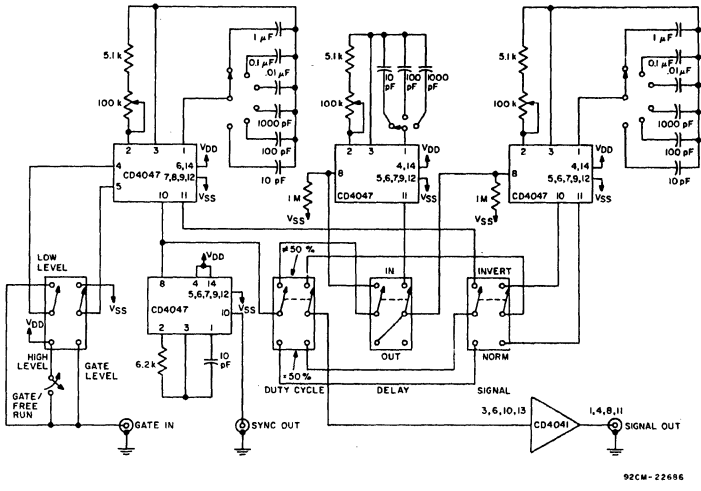 1 µF
0.1 µF
.01 µF
1000 pF
100 pF
10 pF
5.1 k
100 k
2 3 1
4
5
6,14
7,8,9,12
CD4047
10 11
VDD
VSS
5.1k
100k
10 pF
100 pF
1000 pF
2 3 1
8
4,14
5,6,7,9,12
CD4047
11
VDD
VSS
1 M
VSS
1 µF
0.1 µF
.01 µF
1000 pF
100 pF
10 pF
5.1k
100k
2 3 1
8
4,14
5,6,7,9,12
CD4047
10 11
VDD
VSS
1M
VSS
LOW LEVEL
VDD
VSS
HIGH LEVEL
GATE LEVEL
GATE/ FREE RUN
GATE IN
VDD
8
4 14
5,6,7,9,12
10
CD4047
VSS
2 3 1
6.2k
10 pF
SYNC OUT
≠50 %
=50%
DUTY CYCLE
IN
OUT
DELAY
INVERT
NORM
SIGNAL
3,6,10,13
CD4041
1,4,8,11
SIGNAL OUT
92CM-22686